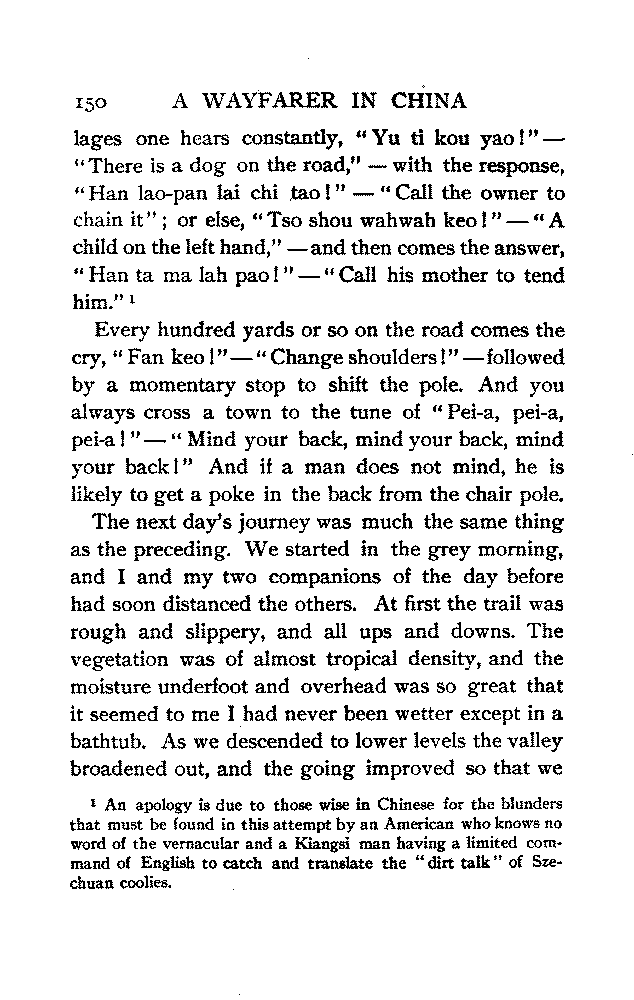 150 A WAYFARER IN CHINA
lages one hears constantly, “Yu ti kou yao!”—
“There is a dog on the road,” — with the response,
“Han lao-pan lai chi tao!” — “Call the owner to
chain it”; or else, “Tso shou wahwah keo!” — “A
child on the left hand,” —and then comes the answer,
“Han ta ma lah pao!” — “Call his mother to tend
him.” ¹
Every hundred yards or so on the road comes the
cry, “Fan keo!”—“Change shoulders!”—followed
by a momentary stop to shift the pole. And you
always cross a town to the tune of “Pei-a, pei-a,
pei-a!”— “Mind your back, mind your back, mind
your back!” And if a man does not mind, he is
likely to get a poke in the back from the chair pole.
The next day's journey was much the same thing
as the preceding. We started in the grey morning,
and I and my two companions of the day before
had soon distanced the others. At first the trail was
rough and slippery, and all ups and downs. The
vegetation was of almost tropical density, and the
moisture underfoot and overhead was so great that
it seemed to me I had never been wetter except in a
bathtub. As we descended to lower levels the valley
broadened out, and the going improved so that we
¹ An apology is due to those wise in Chinese for the blunders
that must be found in this attempt by an American who knows no
word of the vernacular and a Kiangsi man having a limited com-
mand of English to catch and translate the “dirt talk” of Sze-
chuan coolies.